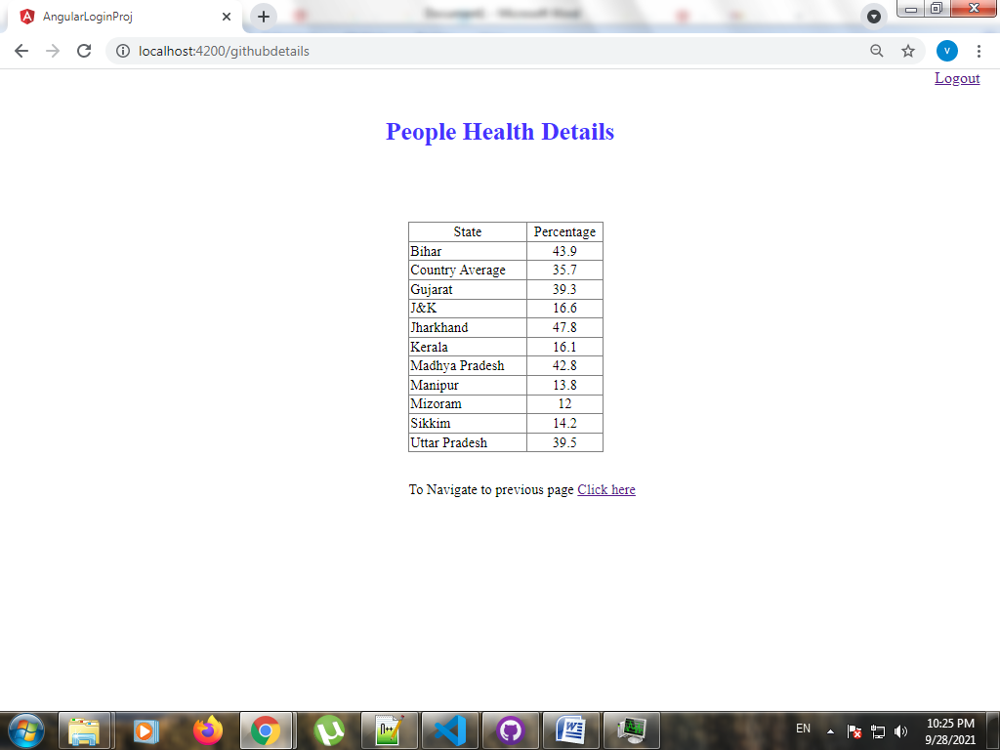 AngularLoginProj
Document1 - Microsoft Word
localhost:4200/githubdetails
V
Logout
People Health Details
State Percentage
Bihar 43.9
Country Average 35.7
Gujarat 39.3
J&K 16.6
Jharkhand 47.8
Kerala 16.1
Madhya Pradesh 42.8
Manipur 13.8
Mizoram 12
Sikkim 14.2
Uttar Pradesh 39.5
To Navigate to previous page Click here
EN
10:25 PM
9/28/2021